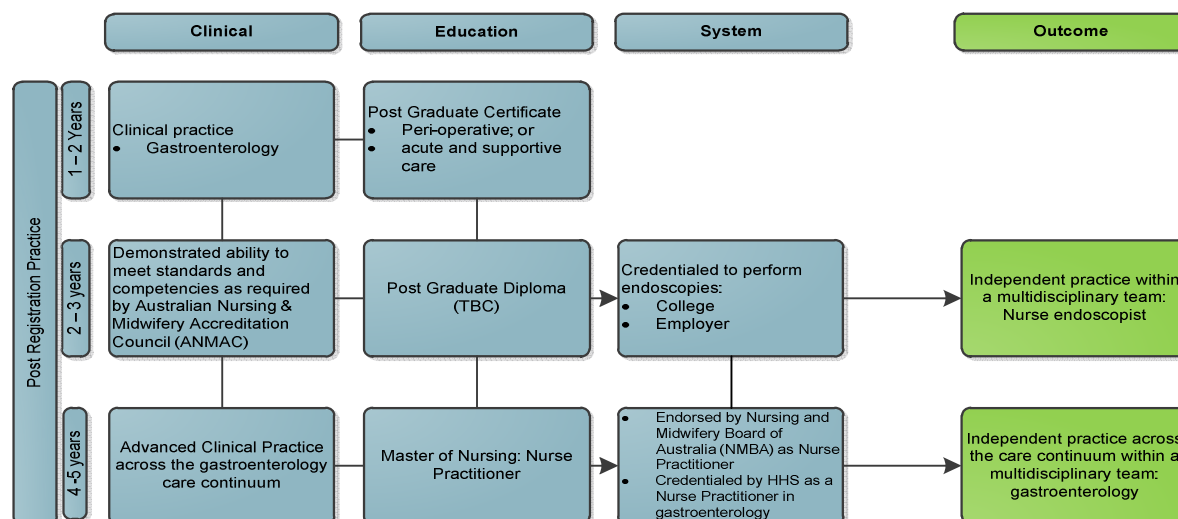 Clinical
Education
System
Outcome
Post Registration Practice
1 – 2 Years
Clinical practice
• Gastroenterology
Post Graduate Certificate
• Peri-operative; or
• acute and supportive
care
2 – 3 years
Demonstrated ability to
meet standards and
competencies as required
by Australian Nursing &
Midwifery Accreditation
Council (ANMAC)
Post Graduate Diploma
(TBC)
Credentialed to perform
endoscopies:
• College
• Employer
Independent practice within
a multidisciplinary team:
Nurse endoscopist
4 -5 years
Advanced Clinical Practice
across the gastroenterology
care continuum
Master of Nursing: Nurse
Practitioner
• Endorsed by Nursing and
Midwifery Board of
Australia (NMBA) as Nurse
Practitioner
• Credentialed by HHS as a
Nurse Practitioner in
gastroenterology
Independent practice across
the care continuum within a
multidisciplinary team:
gastroenterology